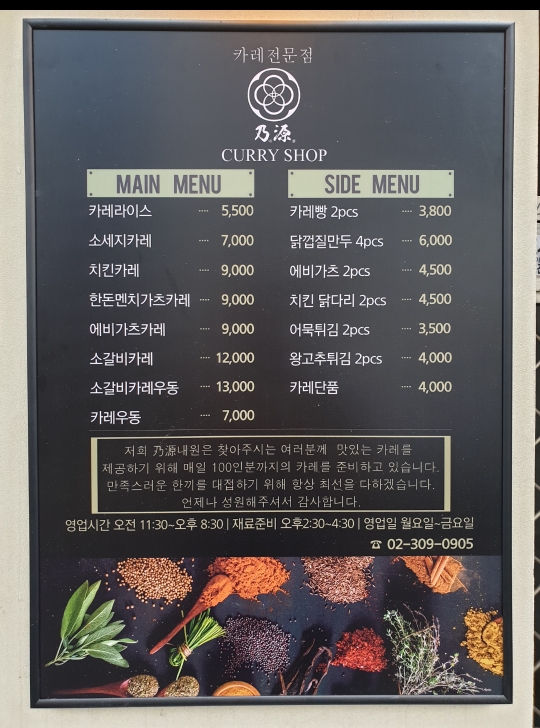 카레전문점
乃源
CURRY SHOP
MAIN MENU
카레라이스 ···· 5,500
소세지카레 ···· 7,000
치킨카레 ···· 9,000
한돈멘치가츠카레 ···· 9,000
에비가츠카레 ···· 9,000
소갈비카레 ···· 12,000
소갈비카레우동 ···· 13,000
카레우동 ···· 7,000
SIDE MENU
카레빵 2pcs ···· 3,800
닭껍질만두 4pcs ···· 6,000
에비가츠 2pcs ···· 4,500
치킨 닭다리 2pcs ···· 4,500
어묵튀김 2pcs ···· 3,500
왕고추튀김 2pcs ···· 4,000
카레단품 ···· 4,000
저희 乃源내원은 찾아주시는 여러분께 맛있는 카레를
제공하기 위해 매일 100인분까지의 카레를 준비하고 있습니다.
만족스러운 한끼를 대접하기 위해 항상 최선을 다하겠습니다.
언제나 성원해주셔서 감사합니다.
영업시간 오전 11:30~오후 8:30 | 재료준비 오후2:30~4:30 | 영업일 월요일~금요일
☎ 02-309-0905